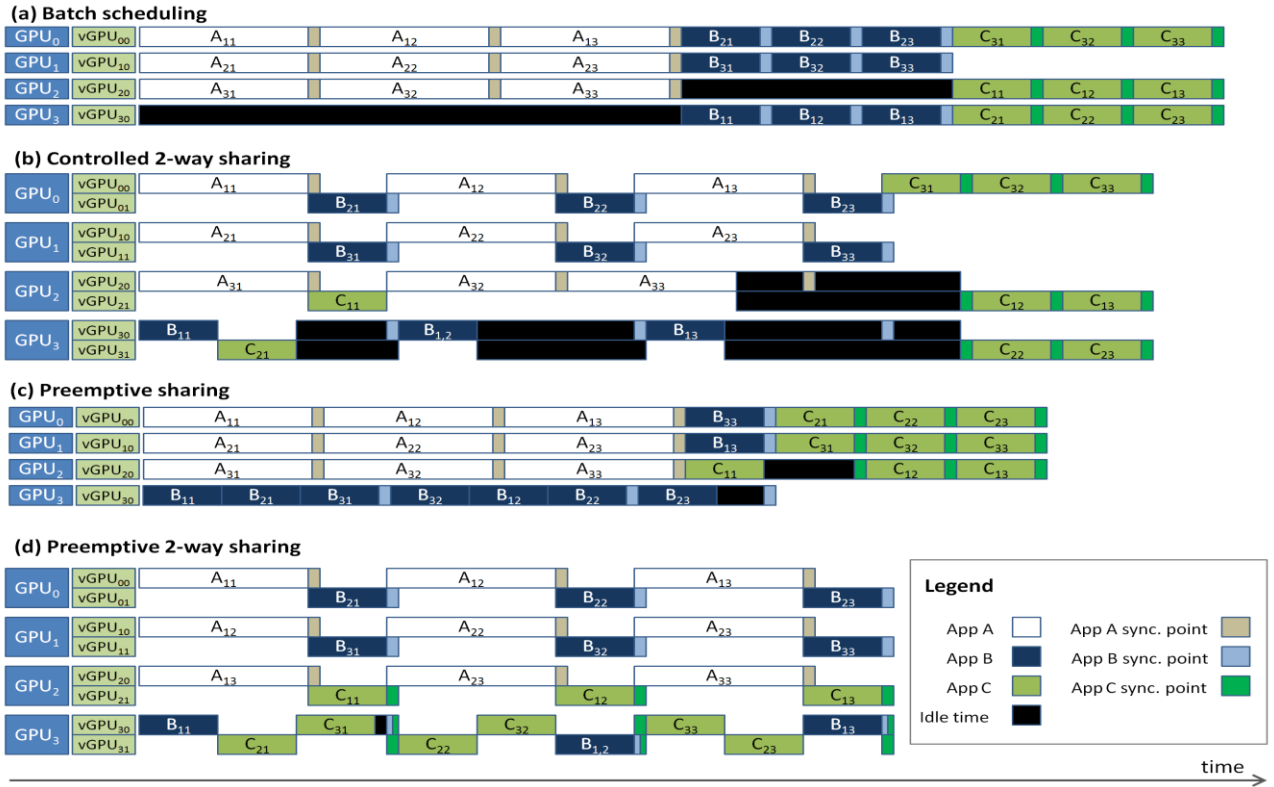 (a) Batch scheduling
GPU₀ vGPU₀₀ A₁₁ A₁₂ A₁₃ B₂₁ B₂₂ B₂₃ C₃₁ C₃₂ C₃₃
GPU₁ vGPU₁₀ A₂₁ A₂₂ A₂₃ B₃₁ B₃₂ B₃₃
GPU₂ vGPU₂₀ A₃₁ A₃₂ A₃₃ C₁₁ C₁₂ C₁₃
GPU₃ vGPU₃₀ B₁₁ B₁₂ B₁₃ C₂₁ C₂₂ C₂₃
(b) Controlled 2-way sharing
GPU₀ vGPU₀₀ A₁₁ A₁₂ A₁₃ C₃₁ C₃₂ C₃₃
vGPU₀₁ B₂₁ B₂₂ B₂₃
GPU₁ vGPU₁₀ A₂₁ A₂₂ A₂₃
vGPU₁₁ B₃₁ B₃₂ B₃₃
GPU₂ vGPU₂₀ A₃₁ A₃₂ A₃₃
vGPU₂₁ C₁₁ C₁₂ C₁₃
GPU₃ vGPU₃₀ B₁₁ B₁,₂ B₁₃
vGPU₃₁ C₂₁ C₂₂ C₂₃
(c) Preemptive sharing
GPU₀ vGPU₀₀ A₁₁ A₁₂ A₁₃ B₃₃ C₂₁ C₂₂ C₂₃
GPU₁ vGPU₁₀ A₂₁ A₂₂ A₂₃ B₁₃ C₃₁ C₃₂ C₃₃
GPU₂ vGPU₂₀ A₃₁ A₃₂ A₃₃ C₁₁ C₁₂ C₁₃
GPU₃ vGPU₃₀ B₁₁ B₂₁ B₃₁ B₃₂ B₁₂ B₂₂ B₂₃
(d) Preemptive 2-way sharing
GPU₀ vGPU₀₀ A₁₁ A₁₂ A₁₃
vGPU₀₁ B₂₁ B₂₂ B₂₃
GPU₁ vGPU₁₀ A₁₂ A₂₂ A₂₃
vGPU₁₁ B₃₁ B₃₂ B₃₃
GPU₂ vGPU₂₀ A₁₃ A₂₃ A₃₃
vGPU₂₁ C₁₁ C₁₂ C₁₃
GPU₃ vGPU₃₀ B₁₁ C₃₁ C₃₂ C₃₃ B₁₃
vGPU₃₁ C₂₁ C₂₂ B₁,₂ C₂₃
Legend
App A App A sync. point
App B App B sync. point
App C App C sync. point
Idle time
time